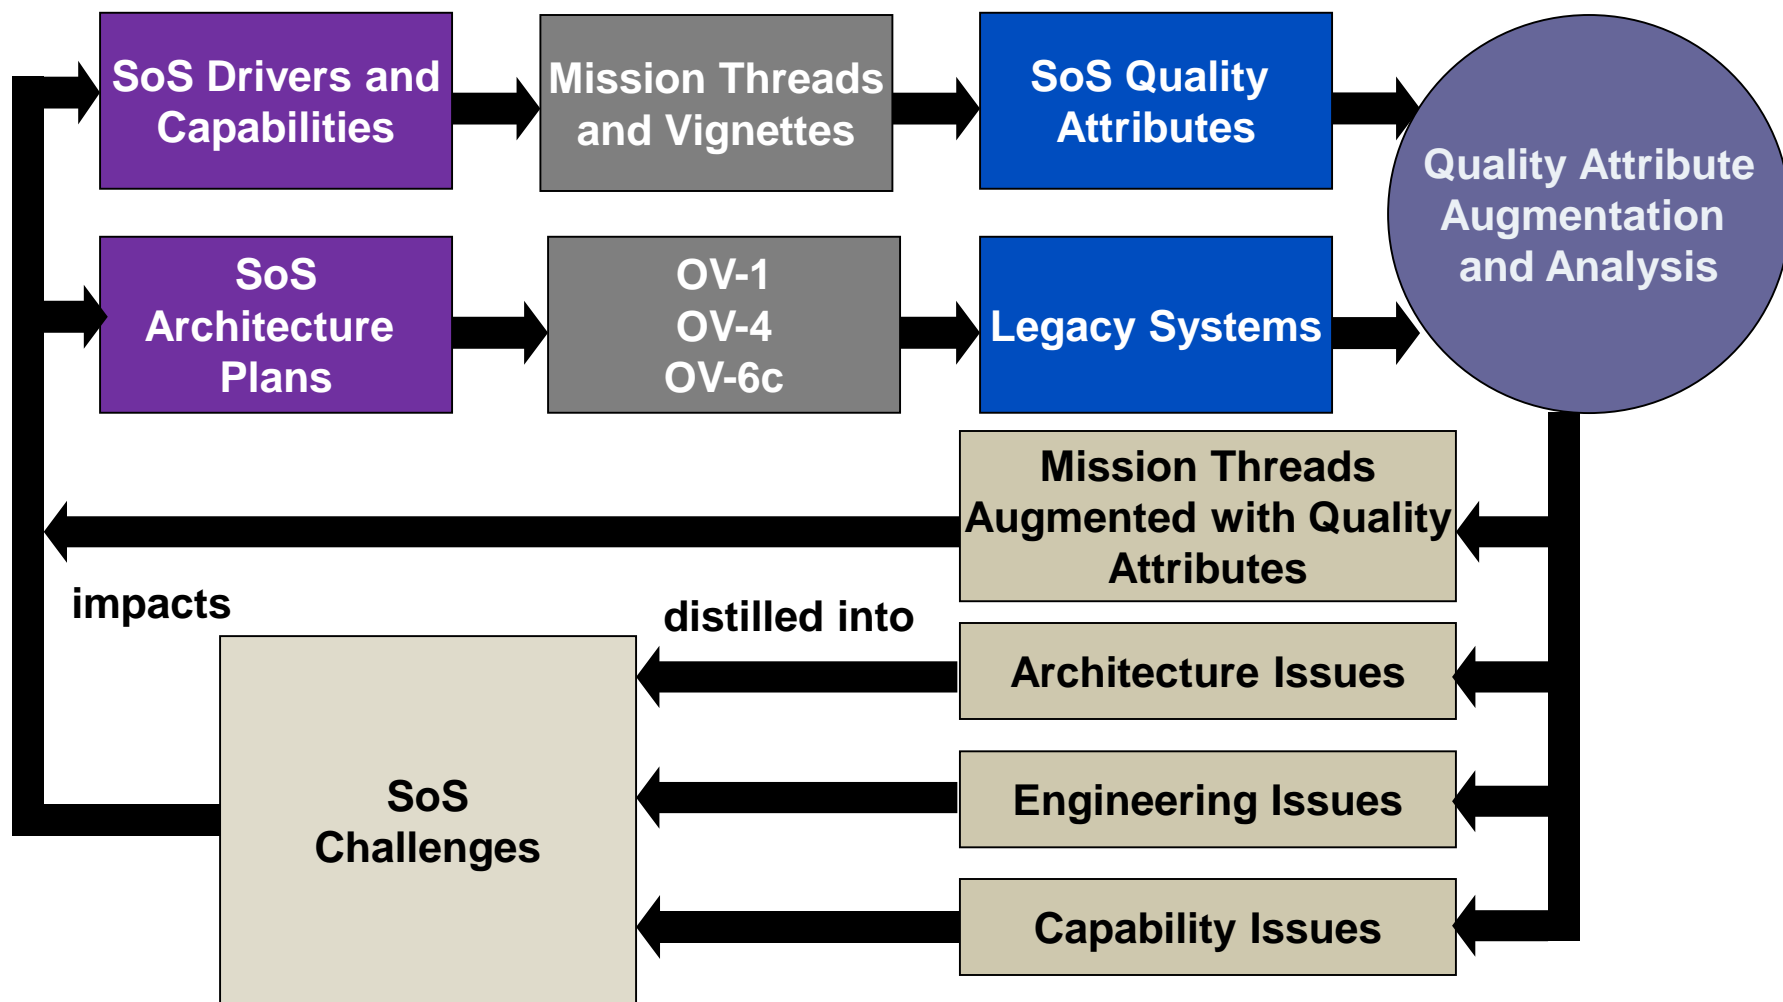 SoS Drivers and
Capabilities
Mission Threads
and Vignettes
SoS Quality
Attributes
Quality Attribute
Augmentation
and Analysis
SoS
Architecture
Plans
OV-1
OV-4
OV-6c
Legacy Systems
Mission Threads
Augmented with Quality
Attributes
impacts
distilled into
Architecture Issues
Engineering Issues
SoS
Challenges
Capability Issues